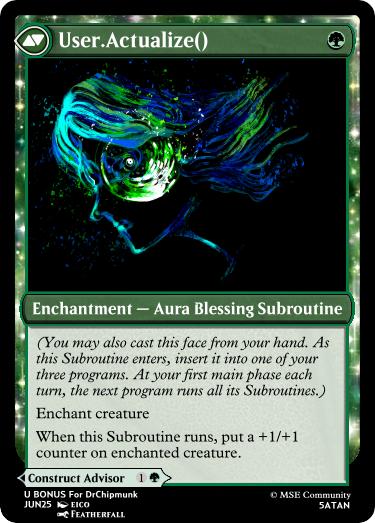 User.Actualize()
Enchantment — Aura Blessing Subroutine
(You may also cast this face from your hand. As
this Subroutine enters, insert it into one of your
three programs. At your first main phase each
turn, the next program runs all its Subroutines.)
Enchant creature
When this Subroutine runs, put a +1/+1
counter on enchanted creature.
Construct Advisor 1
U BONUS For DrChipmunk
© MSE Community
JUN25 EICO
5ATAN
FEATHERFALL